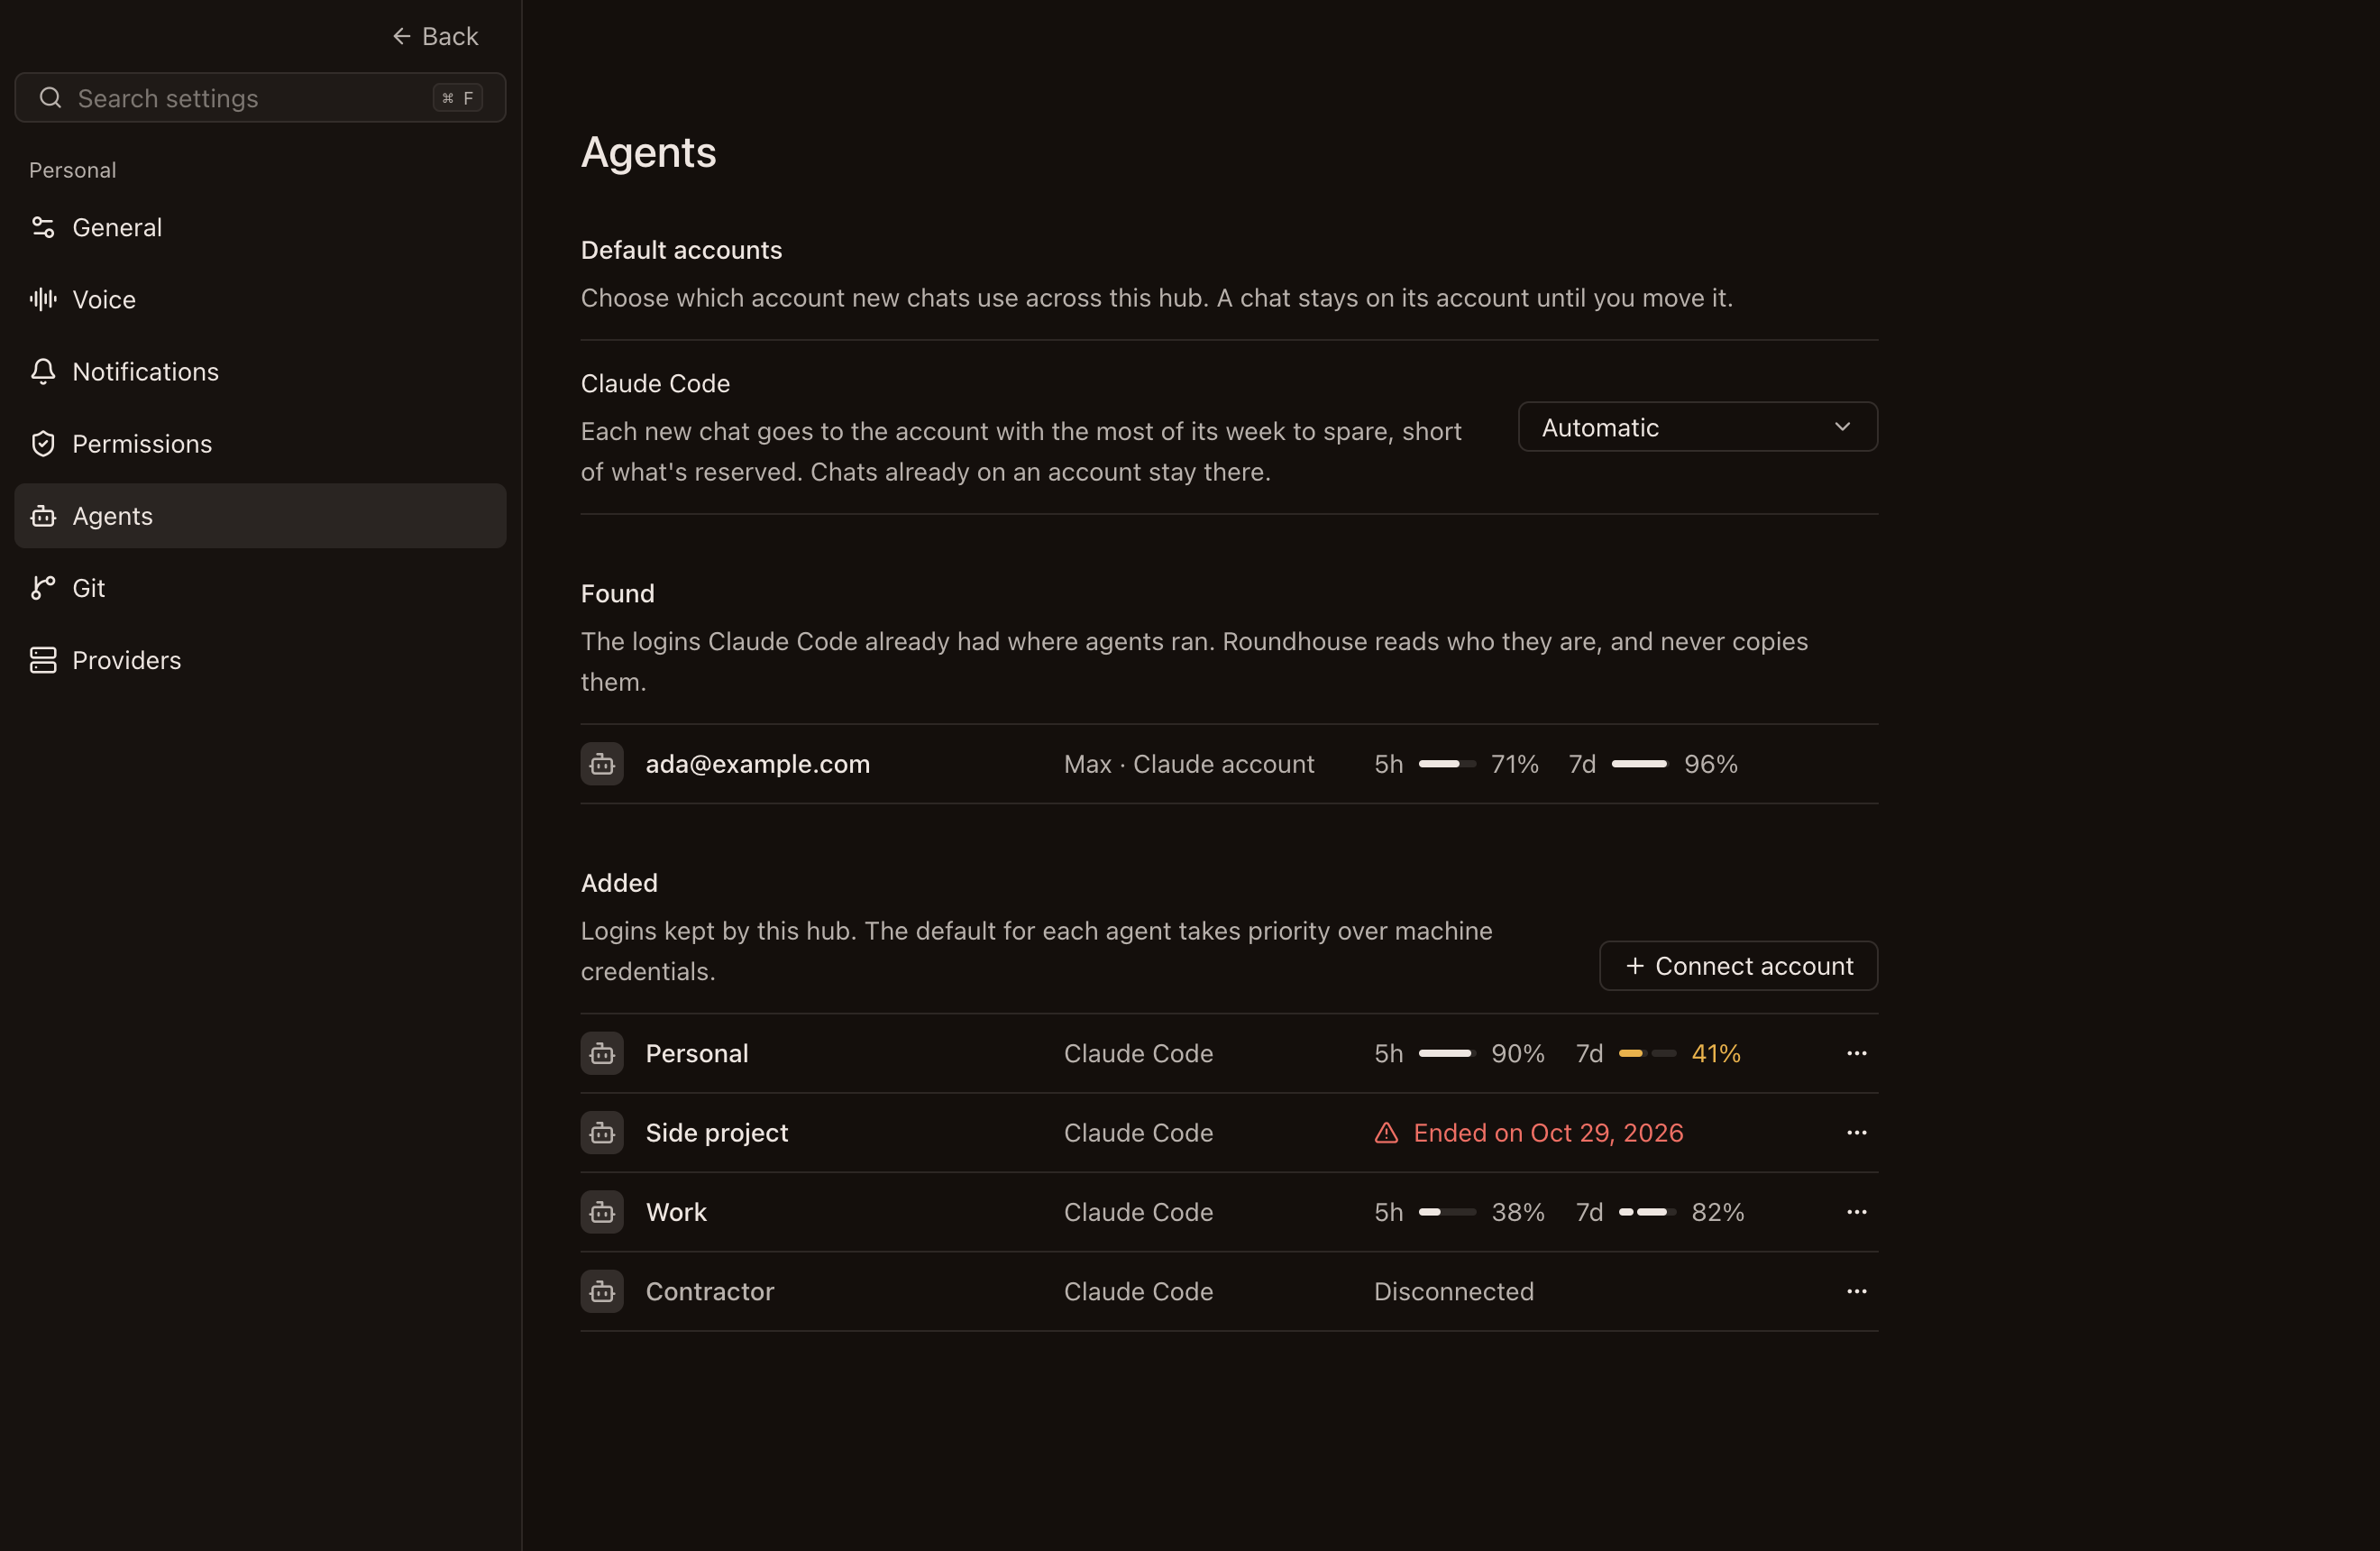 Back
Search settings
⌘ F
Personal
General
Voice
Notifications
Permissions
Agents
Git
Providers
Agents
Default accounts
Choose which account new chats use across this hub. A chat stays on its account until you move it.
Claude Code
Each new chat goes to the account with the most of its week to spare, short
of what's reserved. Chats already on an account stay there.
Automatic
Found
The logins Claude Code already had where agents ran. Roundhouse reads who they are, and never copies
them.
ada@example.com Max · Claude account 5h 71% 7d 96%
Added
Logins kept by this hub. The default for each agent takes priority over machine
credentials.
Connect account
Personal Claude Code 5h 90% 7d 41%
Side project Claude Code Ended on Oct 29, 2026
Work Claude Code 5h 38% 7d 82%
Contractor Claude Code Disconnected